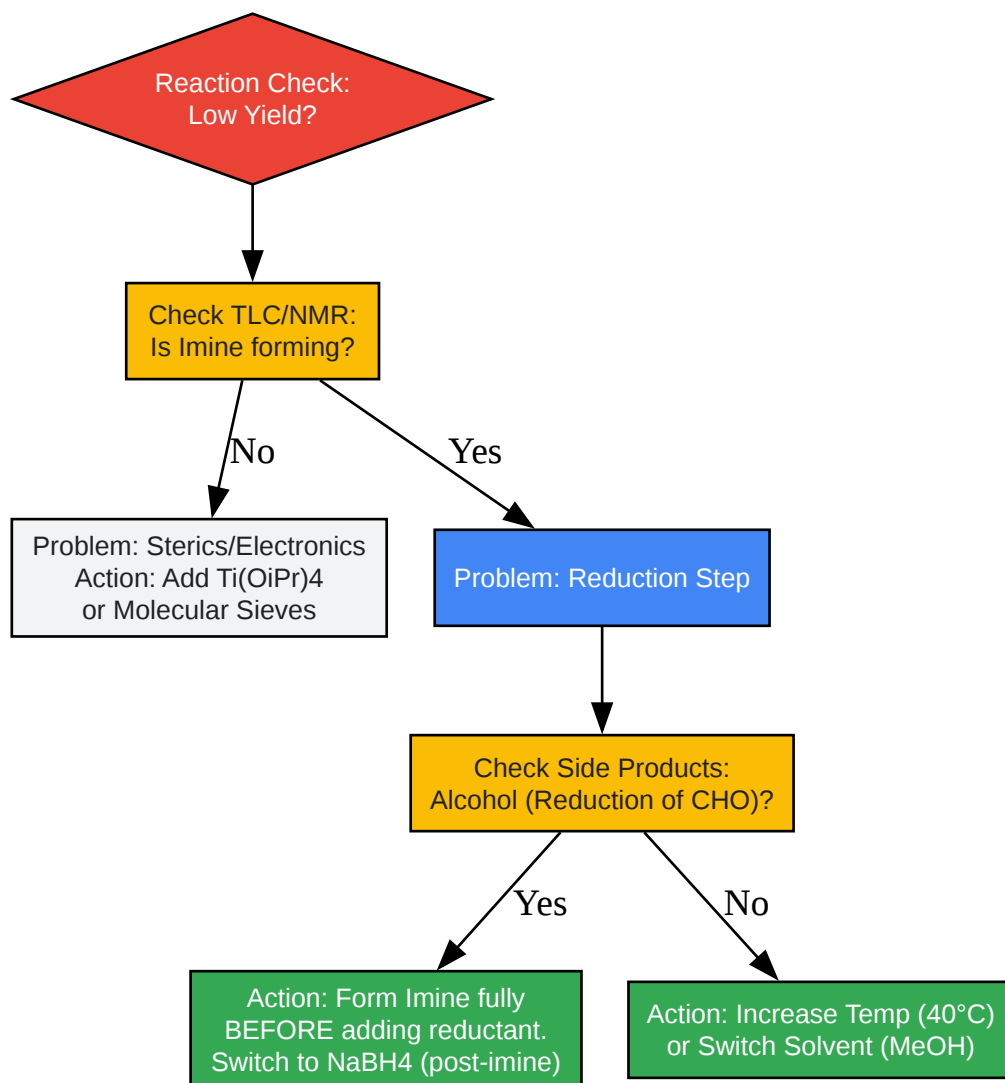 Reaction Check:
Low Yield?
Check TLC/NMR:
Is Imine forming?
No
Yes
Problem: Sterics/Electronics
Action: Add Ti(OiPr)4
or Molecular Sieves
Problem: Reduction Step
Check Side Products:
Alcohol (Reduction of CHO)?
Yes
No
Action: Form Imine fully
BEFORE adding reductant.
Switch to NaBH4 (post-imine)
Action: Increase Temp (40°C)
or Switch Solvent (MeOH)